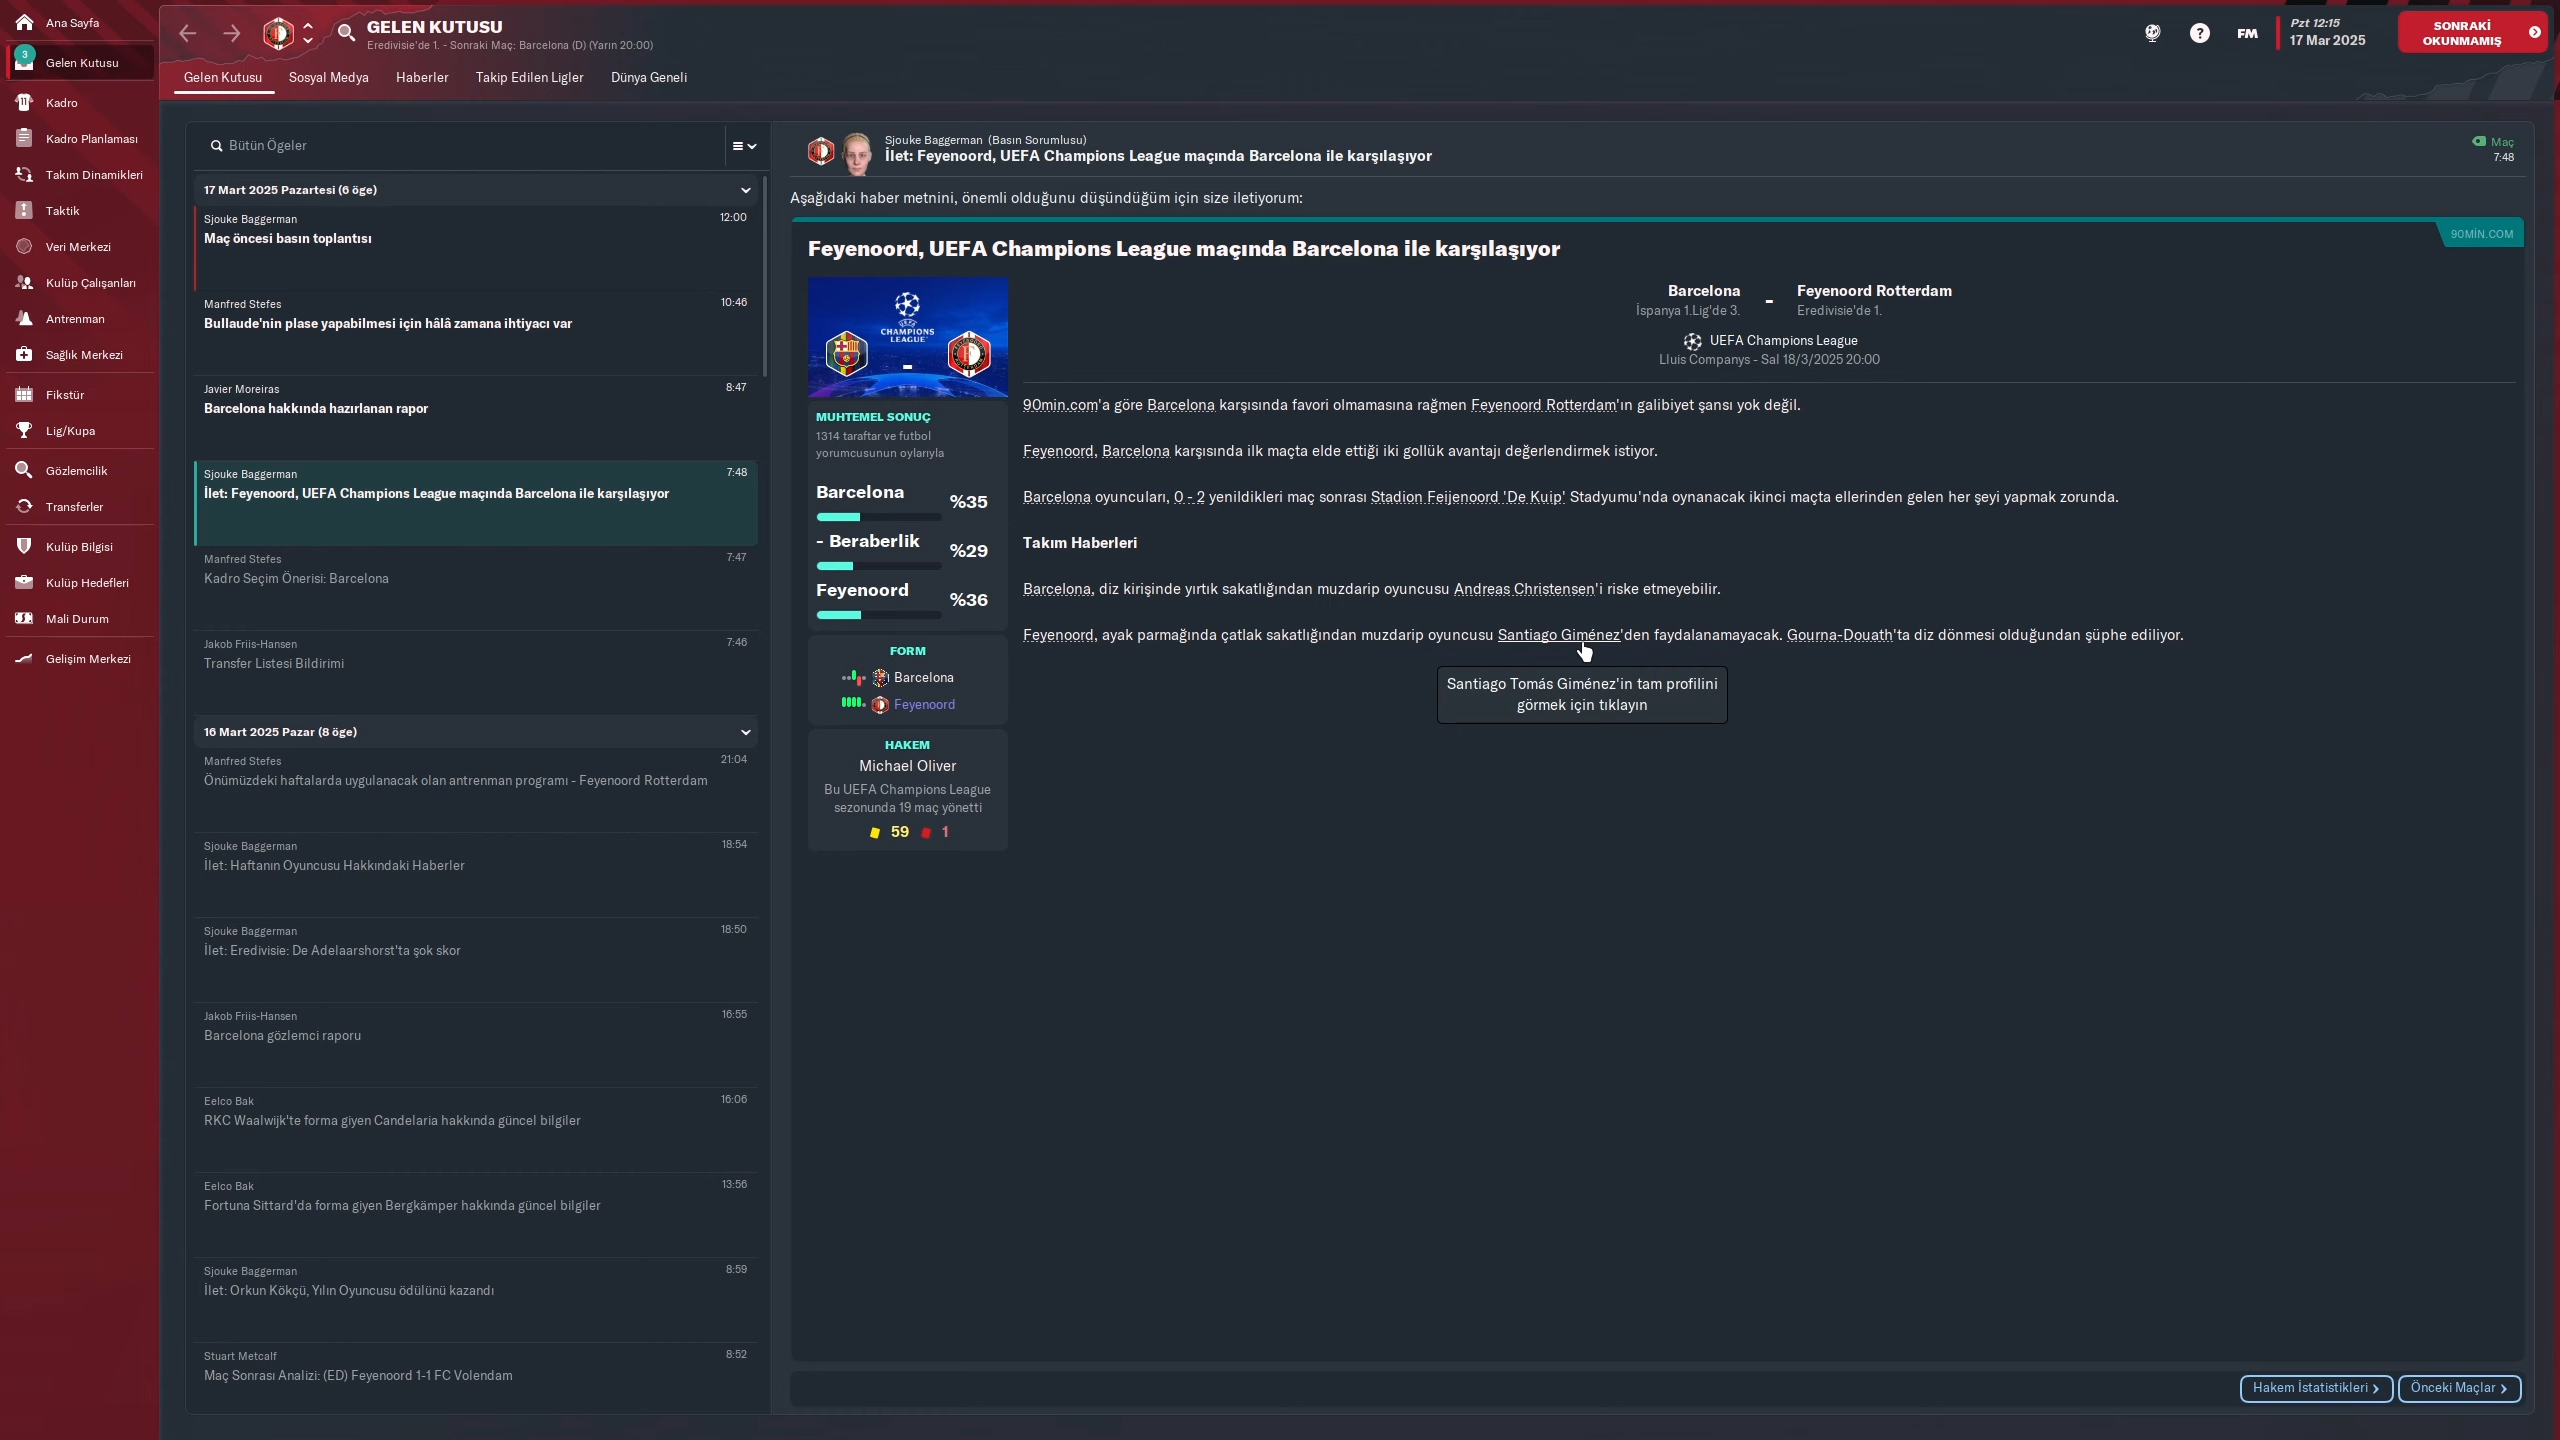 Ana Sayfa
3
Gelen Kutusu
Kadro
Kadro Planlaması
Takım Dinamikleri
Taktik
Veri Merkezi
Kulüp Çalışanları
Antrenman
Sağlık Merkezi
Fikstür
Lig/Kupa
Gözlemcilik
Transferler
Kulüp Bilgisi
Kulüp Hedefleri
Mali Durum
Gelişim Merkezi
GELEN KUTUSU
Eredivisie'de 1. - Sonraki Maç: Barcelona (D) (Yarın 20:00)
FM
Pzt 12:15
17 Mar 2025
SONRAKİ
OKUNMAMIŞ
Gelen Kutusu Sosyal Medya Haberler Takip Edilen Ligler Dünya Geneli
Bütün Ögeler
17 Mart 2025 Pazartesi (6 öge)
Sjouke Baggerman 12:00
Maç öncesi basın toplantısı
Manfred Stefes 10:46
Bullaude'nin plase yapabilmesi için hâlâ zamana ihtiyacı var
Javier Moreiras 8:47
Barcelona hakkında hazırlanan rapor
Sjouke Baggerman 7:48
İlet: Feyenoord, UEFA Champions League maçında Barcelona ile karşılaşıyor
Manfred Stefes 7:47
Kadro Seçim Önerisi: Barcelona
Jakob Friis-Hansen 7:46
Transfer Listesi Bildirimi
16 Mart 2025 Pazar (8 öge)
Manfred Stefes 21:04
Önümüzdeki haftalarda uygulanacak olan antrenman programı - Feyenoord Rotterdam
Sjouke Baggerman 18:54
İlet: Haftanın Oyuncusu Hakkındaki Haberler
Sjouke Baggerman 18:50
İlet: Eredivisie: De Adelaarshorst'ta şok skor
Jakob Friis-Hansen 16:55
Barcelona gözlemci raporu
Eelco Bak 16:06
RKC Waalwijk'te forma giyen Candelaria hakkında güncel bilgiler
Eelco Bak 13:56
Fortuna Sittard'da forma giyen Bergkämper hakkında güncel bilgiler
Sjouke Baggerman 8:59
İlet: Orkun Kökçü, Yılın Oyuncusu ödülünü kazandı
Stuart Metcalf 8:52
Maç Sonrası Analizi: (ED) Feyenoord 1-1 FC Volendam
Sjouke Baggerman (Basın Sorumlusu)
İlet: Feyenoord, UEFA Champions League maçında Barcelona ile karşılaşıyor
Maç
7:48
Aşağıdaki haber metnini, önemli olduğunu düşündüğüm için size iletiyorum:
90MİN.COM
Feyenoord, UEFA Champions League maçında Barcelona ile karşılaşıyor
UEFA
CHAMPIONS
LEAGUE
-
MUHTEMEL SONUÇ
1314 taraftar ve futbol
yorumcusunun oylarıyla
Barcelona %35
- Beraberlik %29
Feyenoord %36
FORM
Barcelona
Feyenoord
HAKEM
Michael Oliver
Bu UEFA Champions League
sezonunda 19 maç yönetti
59 1
Barcelona - Feyenoord Rotterdam
İspanya 1.Lig'de 3. Eredivisie'de 1.
UEFA Champions League
Lluis Companys - Sal 18/3/2025 20:00
90min.com'a göre Barcelona karşısında favori olmamasına rağmen Feyenoord Rotterdam'ın galibiyet şansı yok değil.
Feyenoord, Barcelona karşısında ilk maçta elde ettiği iki gollük avantajı değerlendirmek istiyor.
Barcelona oyuncuları, 0 - 2 yenildikleri maç sonrası Stadion Feijenoord 'De Kuip' Stadyumu'nda oynanacak ikinci maçta ellerinden gelen her şeyi yapmak zorunda.
Takım Haberleri
Barcelona, diz kirişinde yırtık sakatlığından muzdarip oyuncusu Andreas Christensen'i riske etmeyebilir.
Feyenoord, ayak parmağında çatlak sakatlığından muzdarip oyuncusu Santiago Giménez'den faydalanamayacak. Gourna-Douath'ta diz dönmesi olduğundan şüphe ediliyor.
Santiago Tomás Giménez'in tam profilini
görmek için tıklayın
Hakem İstatistikleri
Önceki Maçlar